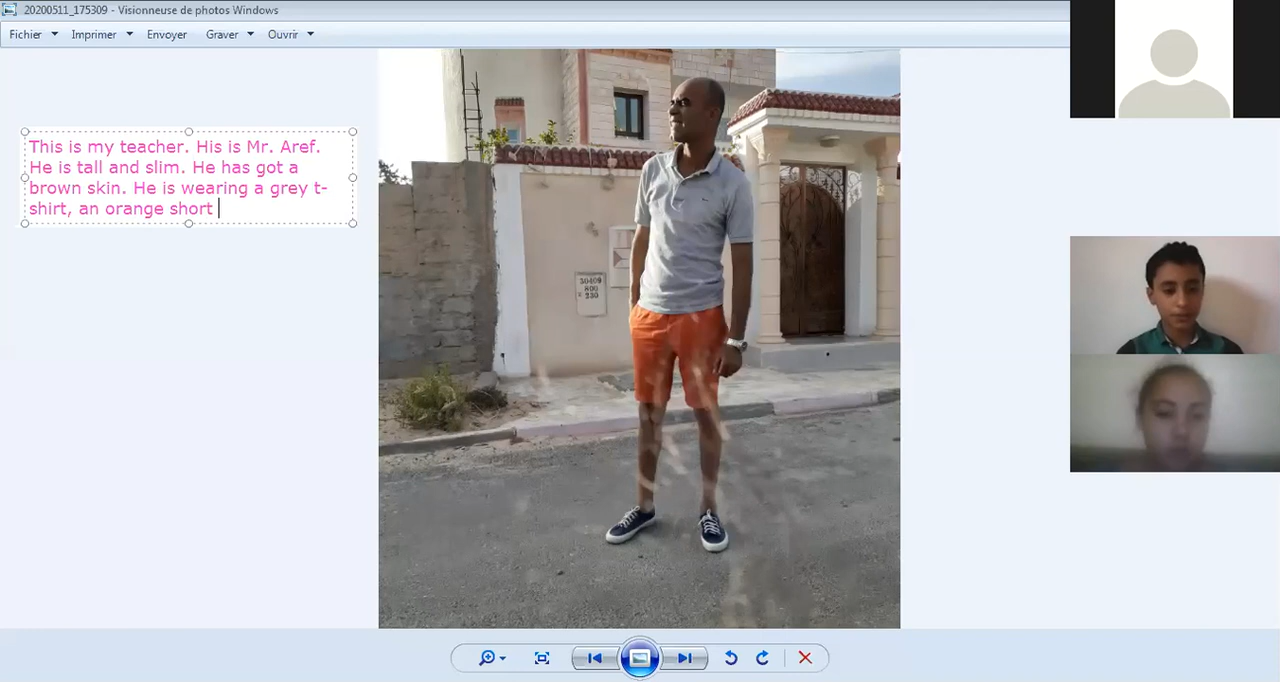 20200511_175309 - Visionneuse de photos Windows
Fichier Imprimer Envoyer Graver Ouvrir
This is my teacher. His is Mr. Aref.
He is tall and slim. He has got a
brown skin. He is wearing a grey t-
shirt, an orange short